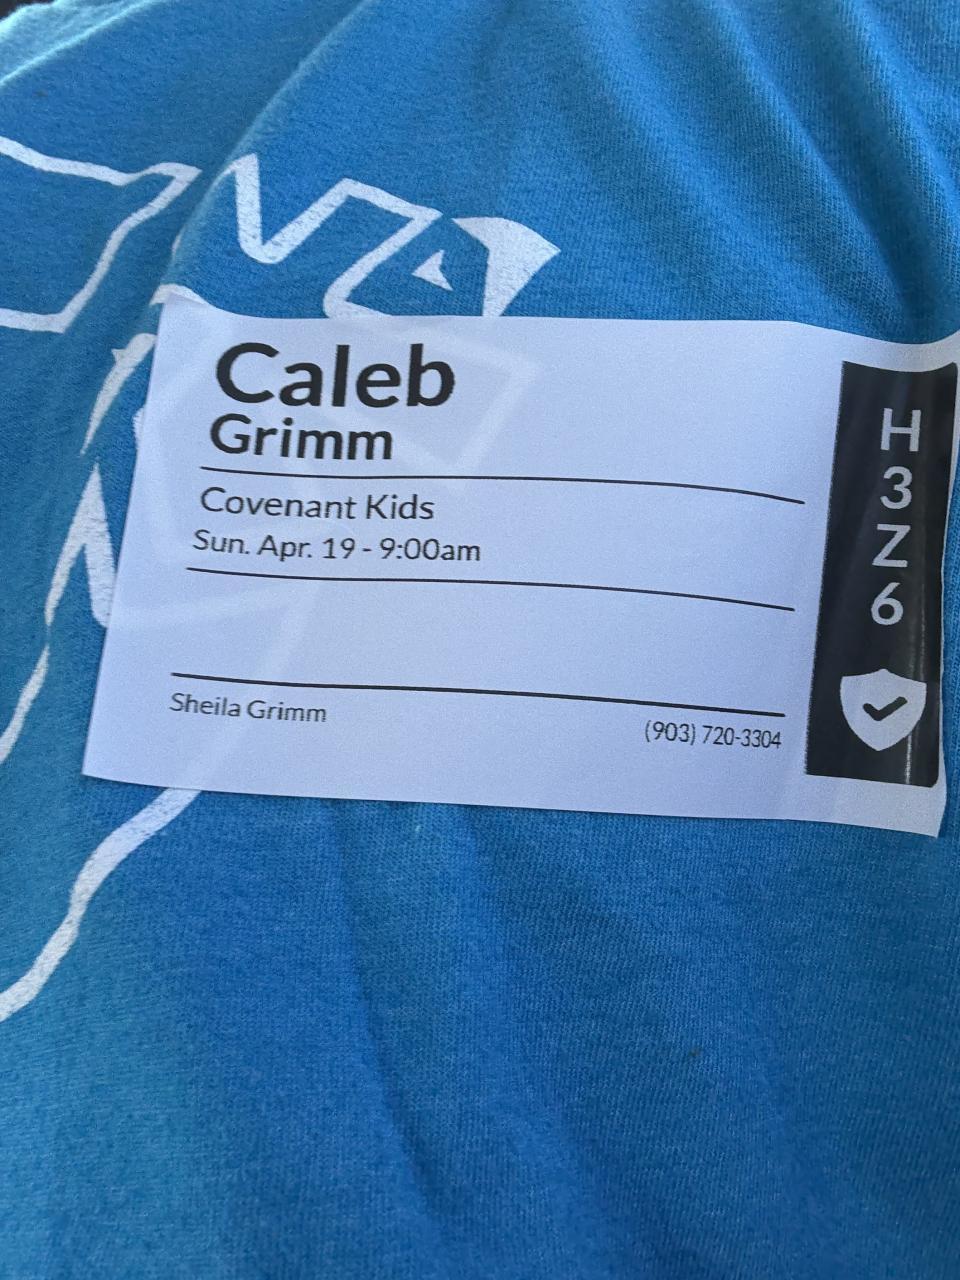 Caleb
Grimm
Covenant Kids
Sun. Apr. 19 - 9:00am
Sheila Grimm
(903) 720-3304
H
3
Z
6